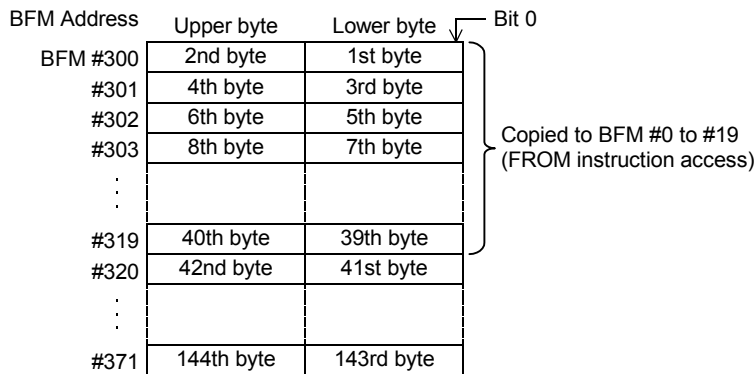 BFM Address Upper byte Lower byte Bit 0
BFM #300 2nd byte 1st byte
#301 4th byte 3rd byte
#302 6th byte 5th byte
#303 8th byte 7th byte
Copied to BFM #0 to #19
(FROM instruction access)
#319 40th byte 39th byte
#320 42nd byte 41st byte
#371 144th byte 143rd byte